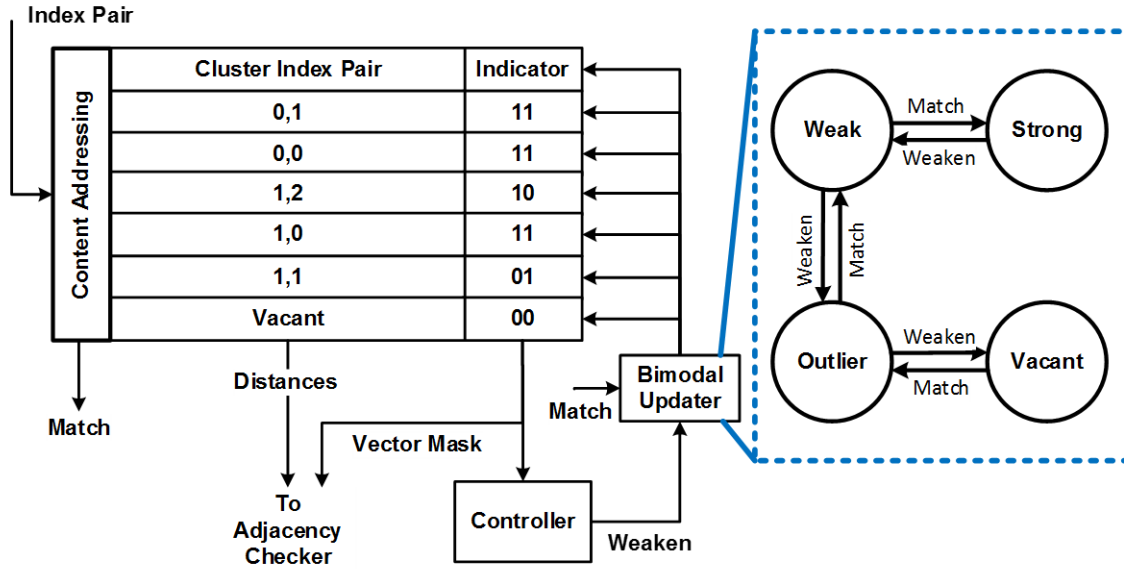 Index Pair
Content Addressing
Cluster Index Pair Indicator
0,1 11
0,0 11
1,2 10
1,0 11
1,1 01
Vacant 00
Match
Distances
Vector Mask
To
Adjacency
Checker
Controller
Weaken
Match
Bimodal
Updater
Weak
Match
Weaken
Strong
Weaken
Match
Outlier
Weaken
Match
Vacant